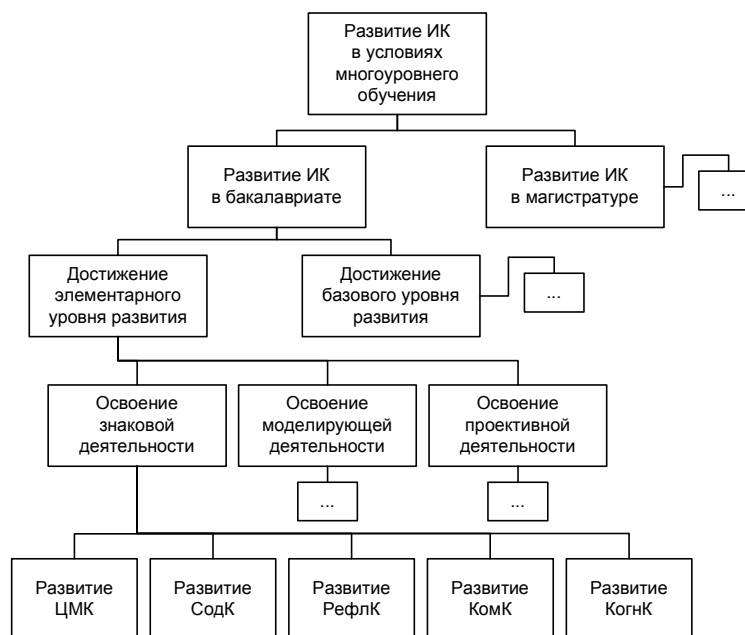 Развитие ИК
в условиях
многоуровнего
обучения
Развитие ИК
в бакалавриате
Развитие ИК
в магистратуре
...
Достижение
элементарного
уровня развития
Достижение
базового уровня
развития
...
Освоение
знаковой
деятельности
Освоение
моделирующей
деятельности
Освоение
проективной
деятельности
...
...
Развитие
ЦМК
Развитие
СодК
Развитие
РефлК
Развитие
КомК
Развитие
КогнК